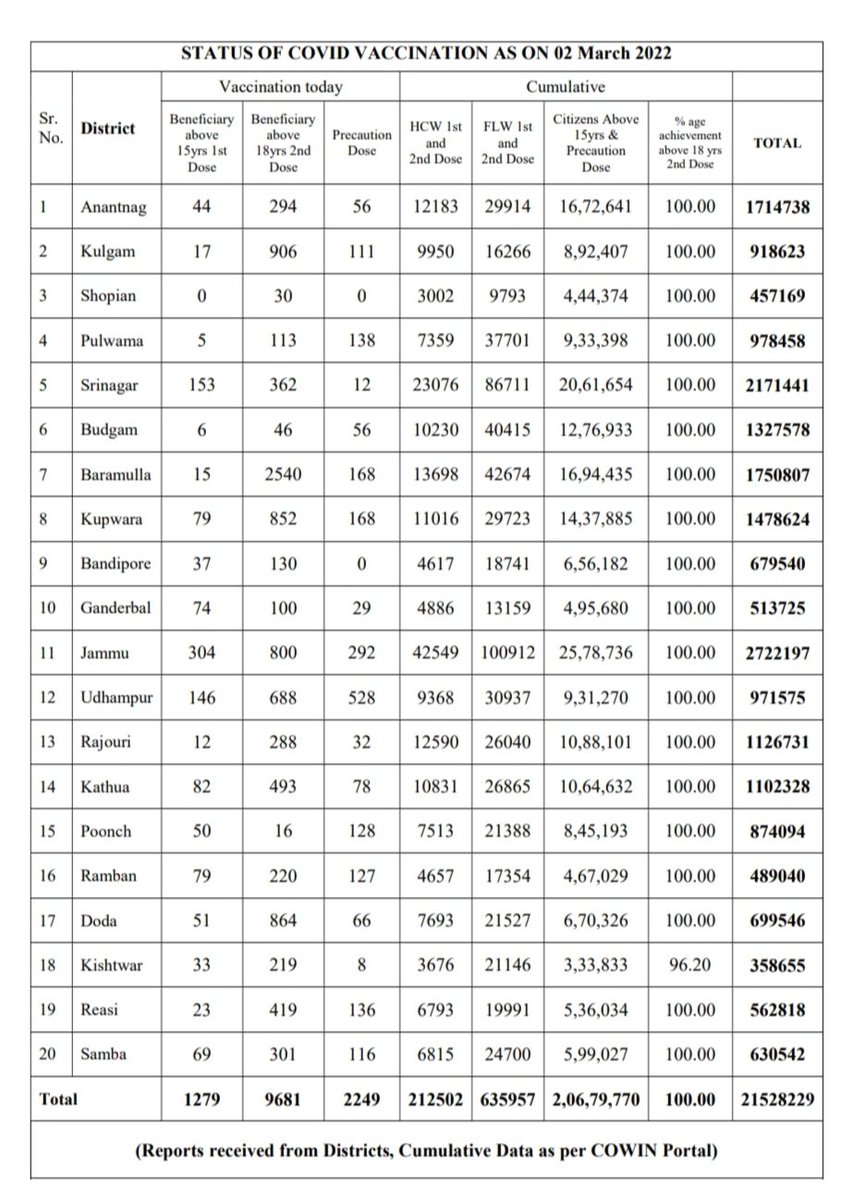 STATUS OF COVID VACCINATION AS ON 02 March 2022
Sr. No. District Vaccination today Cumulative
Beneficiary above 15yrs 1st Dose Beneficiary above 18yrs 2nd Dose Precaution Dose HCW 1st and 2nd Dose FLW 1st and 2nd Dose Citizens Above 15yrs & Precaution Dose % age achievement above 18 yrs 2nd Dose TOTAL
1 Anantnag 44 294 56 12183 29914 16,72,641 100.00 1714738
2 Kulgam 17 906 111 9950 16266 8,92,407 100.00 918623
3 Shopian 0 30 0 3002 9793 4,44,374 100.00 457169
4 Pulwama 5 113 138 7359 37701 9,33,398 100.00 978458
5 Srinagar 153 362 12 23076 86711 20,61,654 100.00 2171441
6 Budgam 6 46 56 10230 40415 12,76,933 100.00 1327578
7 Baramulla 15 2540 168 13698 42674 16,94,435 100.00 1750807
8 Kupwara 79 852 168 11016 29723 14,37,885 100.00 1478624
9 Bandipore 37 130 0 4617 18741 6,56,182 100.00 679540
10 Ganderbal 74 100 29 4886 13159 4,95,680 100.00 513725
11 Jammu 304 800 292 42549 100912 25,78,736 100.00 2722197
12 Udhampur 146 688 528 9368 30937 9,31,270 100.00 971575
13 Rajouri 12 288 32 12590 26040 10,88,101 100.00 1126731
14 Kathua 82 493 78 10831 26865 10,64,632 100.00 1102328
15 Poonch 50 16 128 7513 21388 8,45,193 100.00 874094
16 Ramban 79 220 127 4657 17354 4,67,029 100.00 489040
17 Doda 51 864 66 7693 21527 6,70,326 100.00 699546
18 Kishtwar 33 219 8 3676 21146 3,33,833 96.20 358655
19 Reasi 23 419 136 6793 19991 5,36,034 100.00 562818
20 Samba 69 301 116 6815 24700 5,99,027 100.00 630542
Total 1279 9681 2249 212502 635957 2,06,79,770 100.00 21528229
(Reports received from Districts, Cumulative Data as per COWIN Portal)